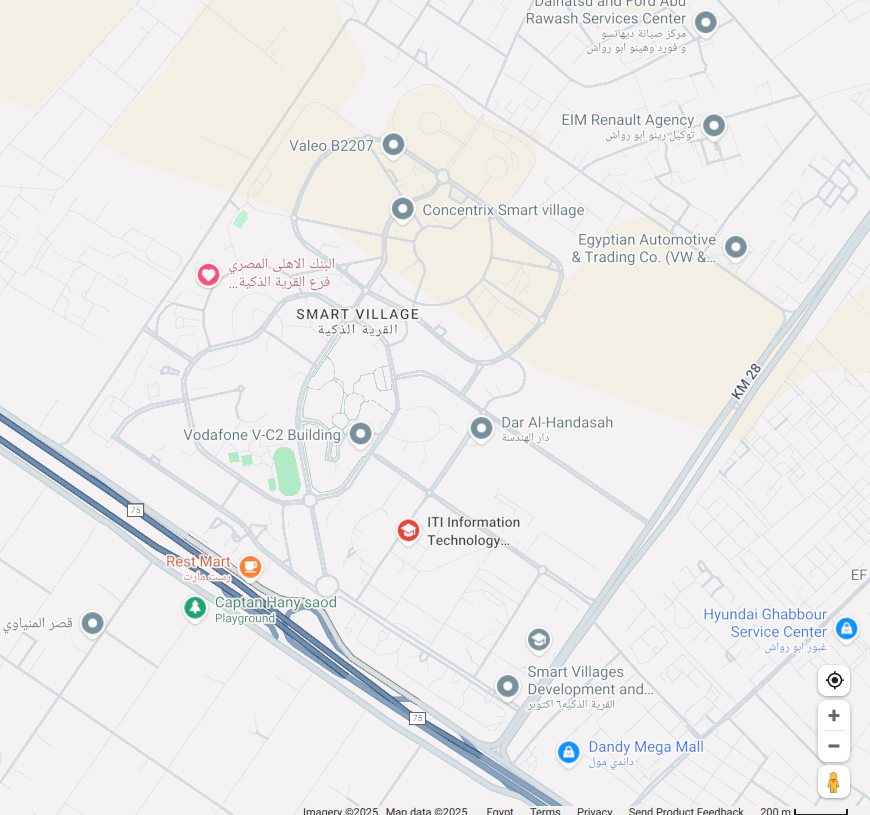 Daihatsu and Ford Abu
Rawash Services Center
مركز صيانة ديهاتسو
و فورد وهينو ابو رواش
EIM Renault Agency
توكيل رينو ابو رواش
Valeo B2207
Concentrix Smart village
Egyptian Automotive
& Trading Co. (VW &...
البنك الاهلى المصري
فرع القرية الذكية...
SMART VILLAGE
القرية الذكية
KM 28
Dar Al-Handasah
دار الهندسة
Vodafone V-C2 Building
75
ITI Information
Technology...
Rest Mart
رست مارت
EF
Captan Hany saod
Playground
قصر المنياوي
Hyundai Ghabbour
Service Center
غبور ابو رواش
Smart Villages
Development and...
القرية الذكيه٦ اكتوبر
75
Dandy Mega Mall
داندي مول
Imagery ©2025 Map data ©2025 Egypt Terms Privacy Send Product Feedback 200 m